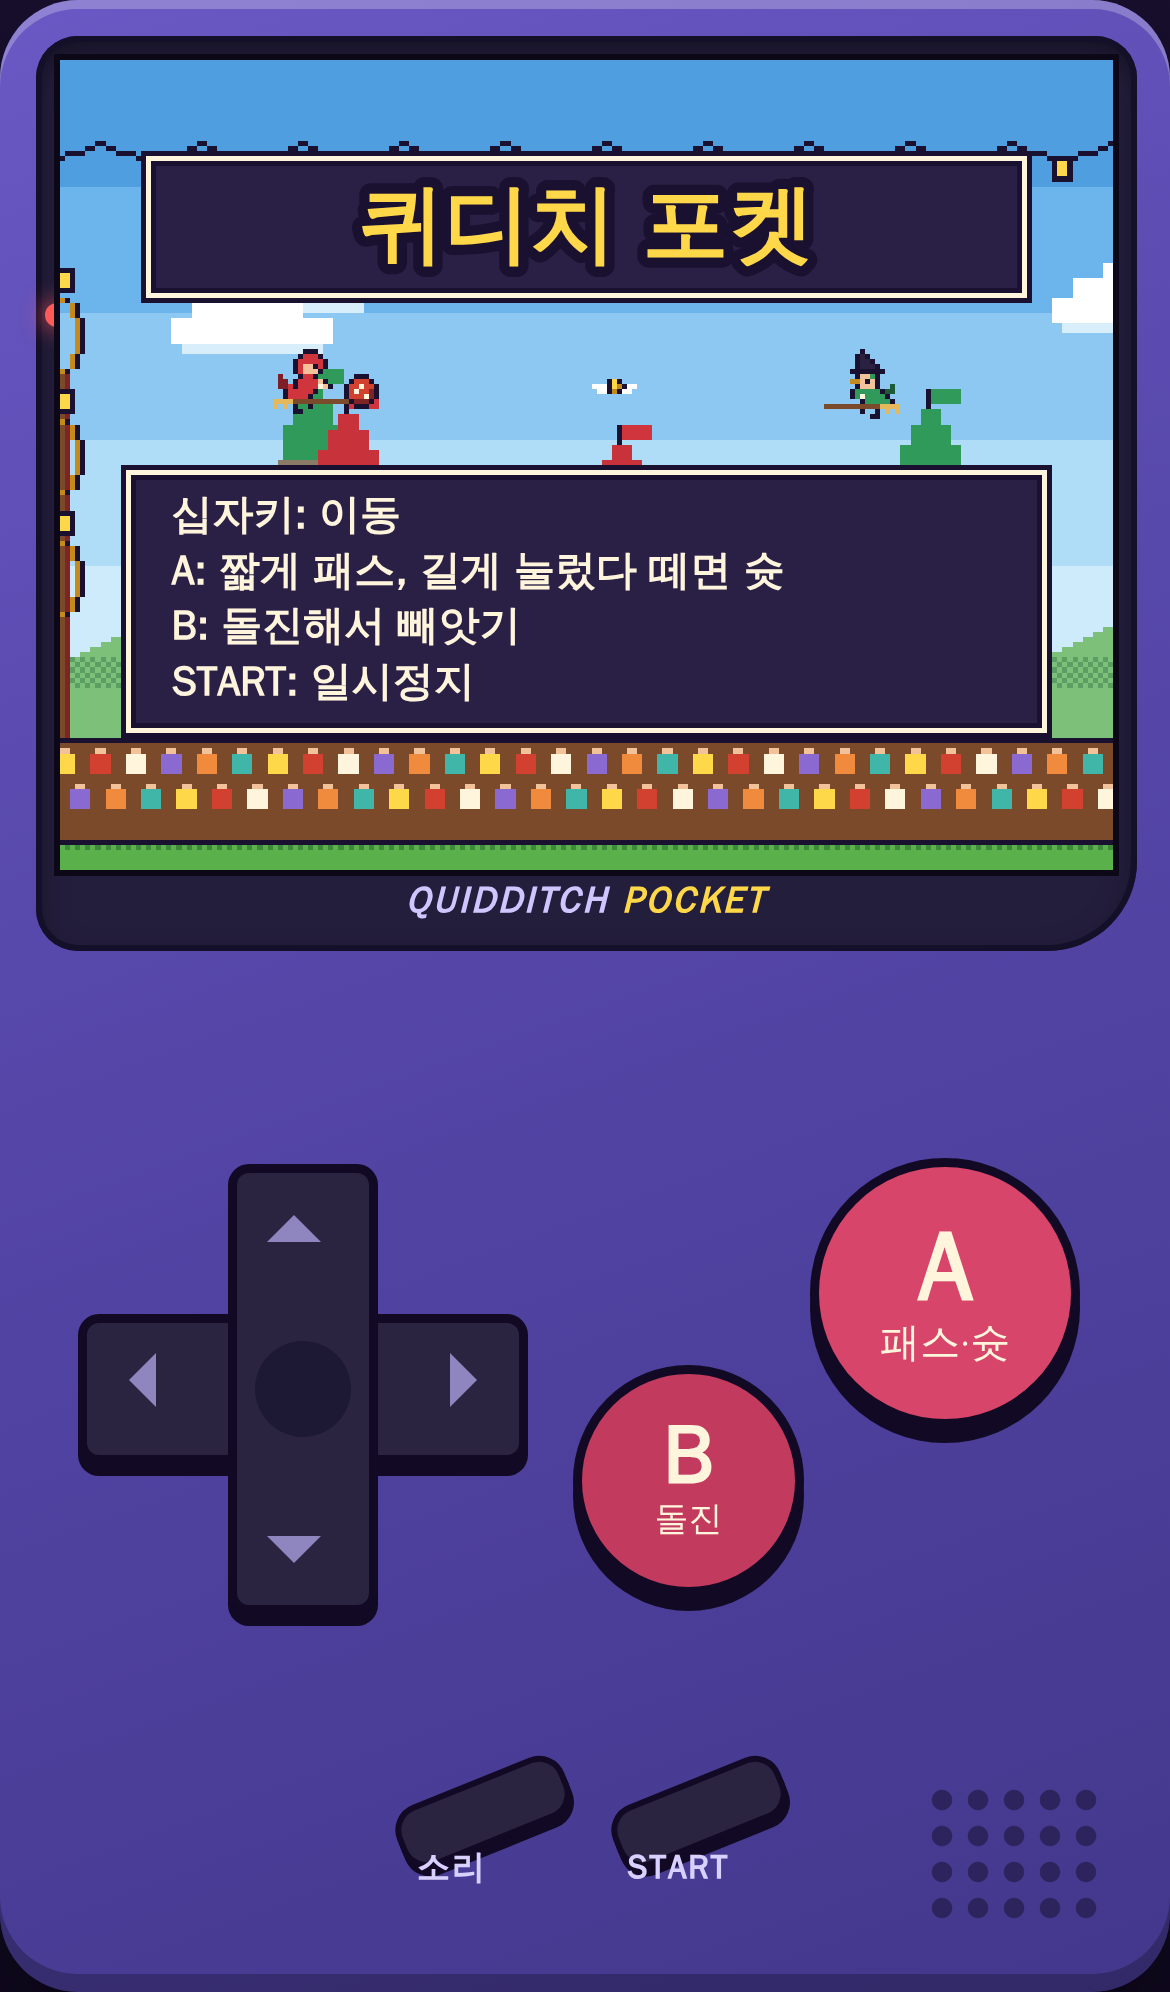 퀴디치 포켓
십자키: 이동
A: 짧게 패스, 길게 눌렀다 떼면 슛
B: 돌진해서 빼앗기
START: 일시정지
QUIDDITCH POCKET
A
패스·슛
B
돌진
소리
START